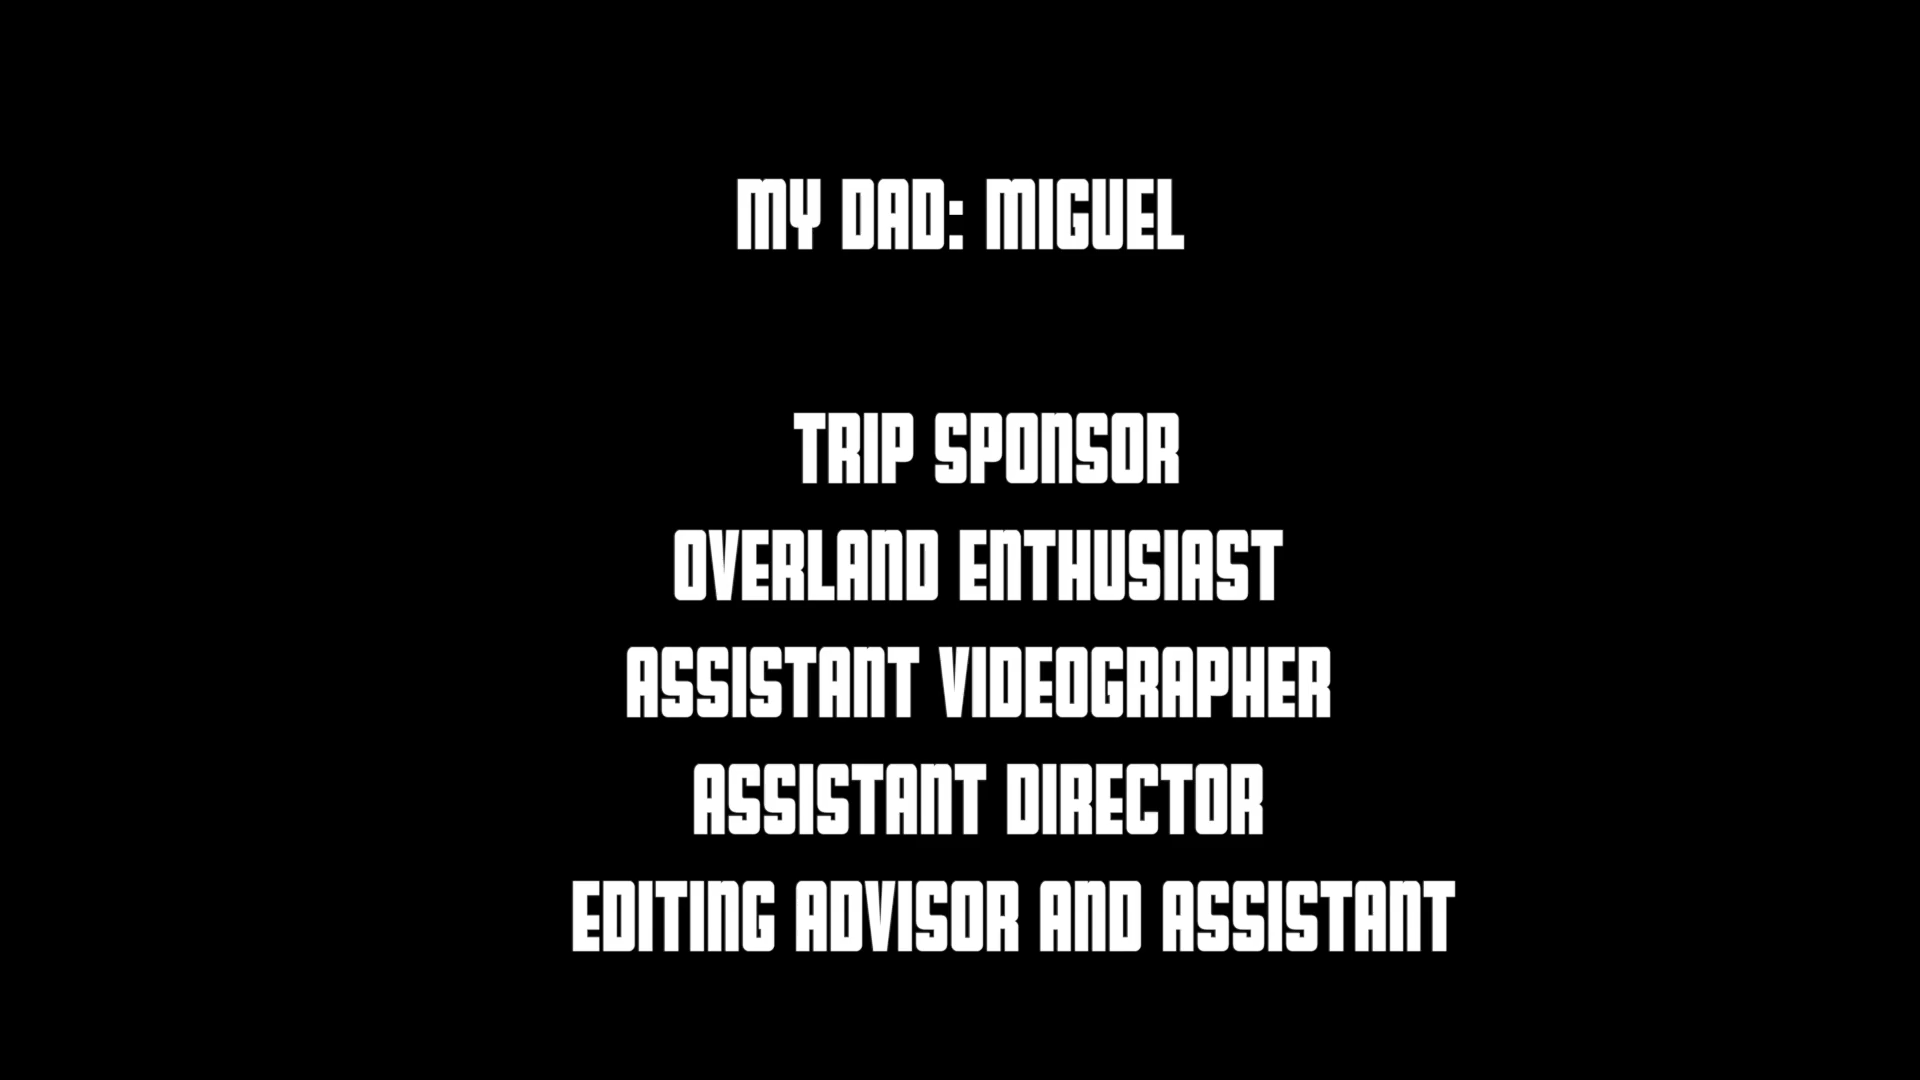 MY DAD: MIGUEL
TRIP SPONSOR
OVERLAND ENTHUSIAST
ASSISTANT VIDEOGRAPHER
ASSISTANT DIRECTOR
EDITING ADVISOR AND ASSISTANT